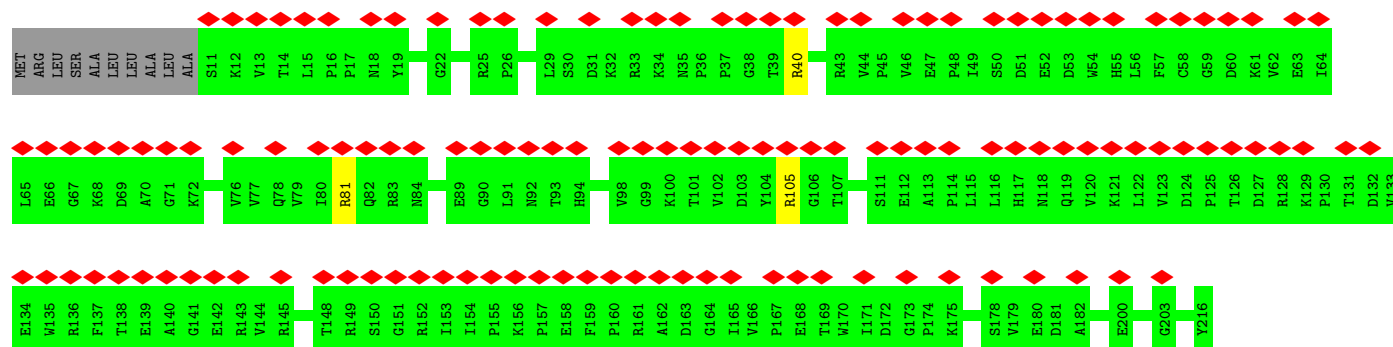 MET ARG LEU SER ALA LEU LEU ALA LEU ALA S11 K12 V13 T14 L15 P16 P17 N18 Y19 G22 R25 P26 L29 S30 D31 K32 R33 K34 N35 P36 P37 G38 T39 R40 R43 V44 P45 V46 E47 P48 I49 S50 D51 E52 D53 W54 H55 L56 F57 C58 G59 D60 K61 V62 E63 I64
L65 E66 G67 K68 D69 A70 G71 K72 V76 V77 Q78 V79 I80 R81 Q82 R83 N84 E89 G90 L91 N92 T93 H94 V98 G99 K100 T101 V102 D103 Y104 R105 G106 T107 S111 E112 A113 P114 L115 L116 H117 N118 Q119 V120 K121 L122 V123 D124 P125 T126 D127 R128 K129 P130 T131 D132 V133
E134 W135 R136 F137 T138 E139 A140 G141 E142 R143 V144 R145 T148 R149 S150 G151 R152 I153 I154 P155 K156 P157 E158 F159 P160 R161 A162 D163 G164 I165 V166 P167 E168 T169 W170 I171 D172 G173 P174 K175 S178 V179 E180 D181 A182 E200 G203 Y216